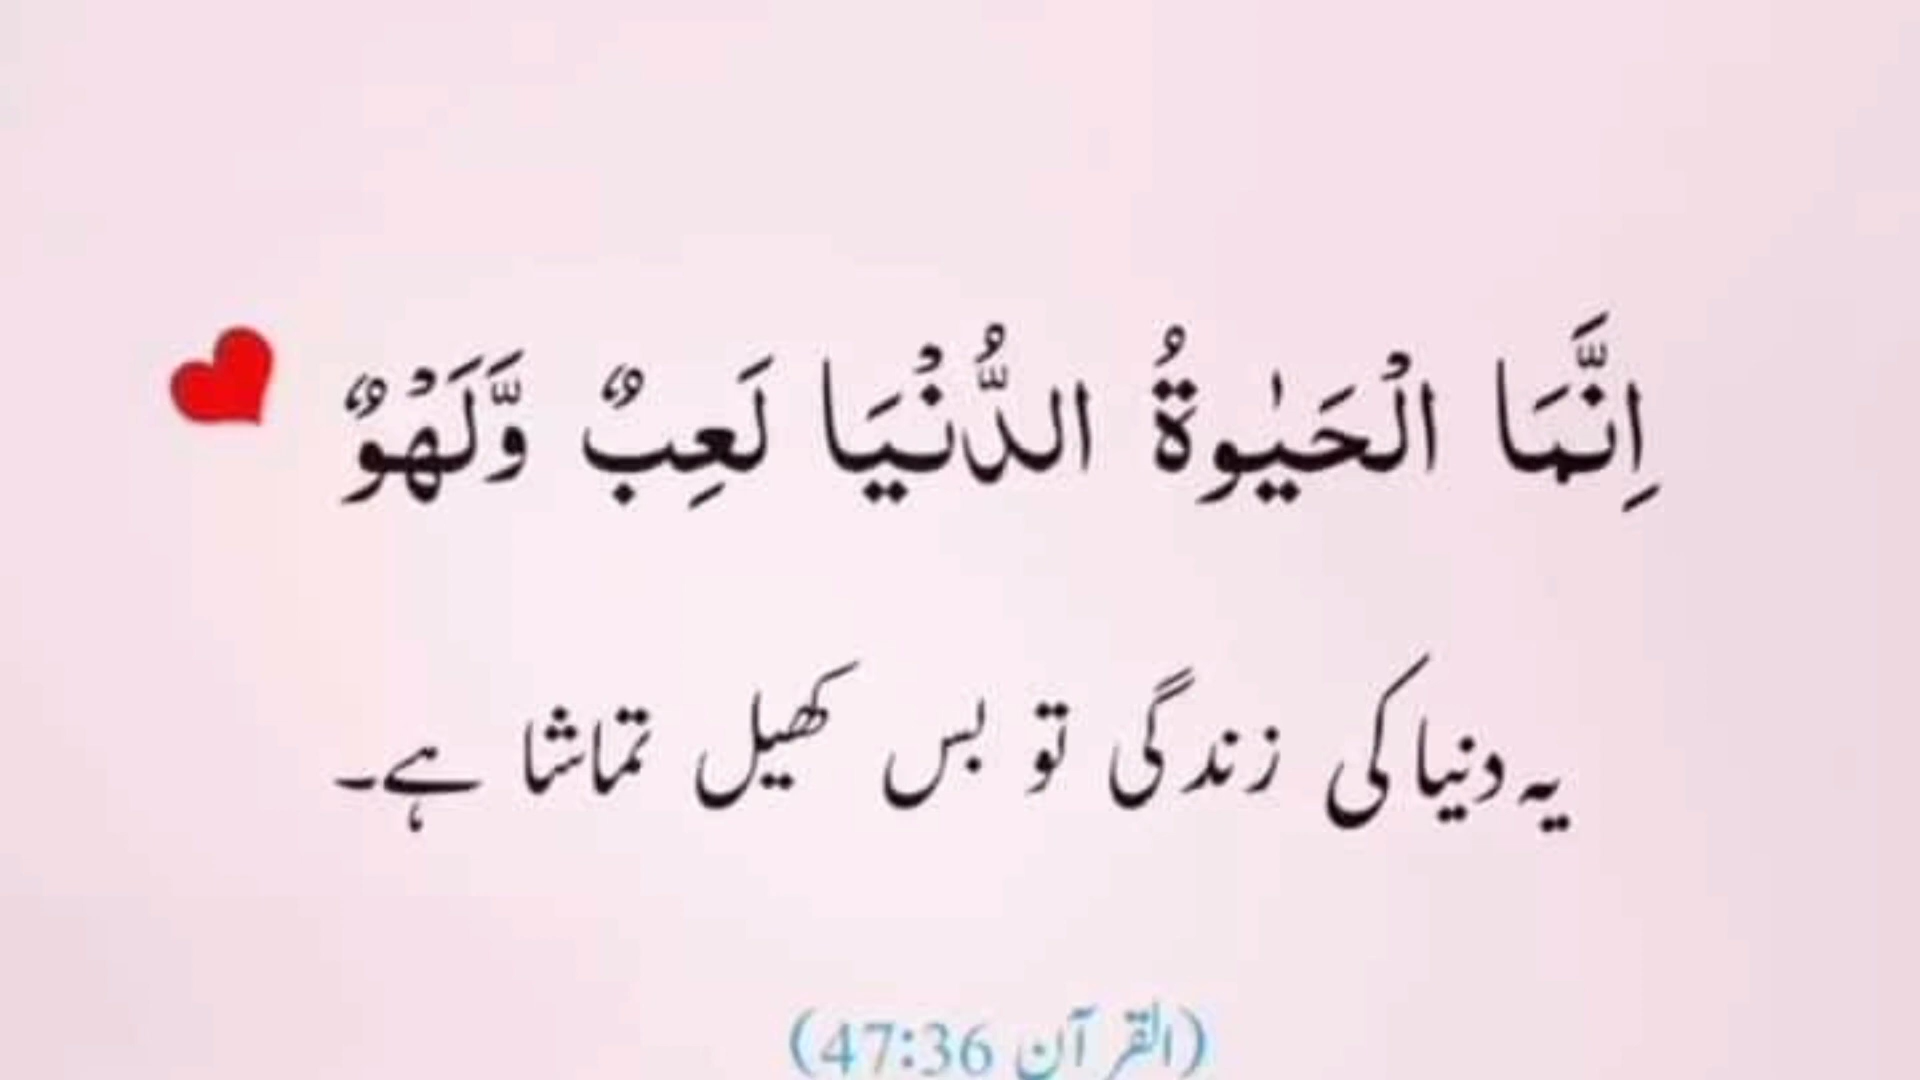 اِنَّمَا الْحَيٰوةُ الدُّنْيَا لَعِبٌ وَّلَهْوٌ
یہ دنیا کی زندگی تو بس کھیل تماشا ہے۔
(القرآن 47:36)